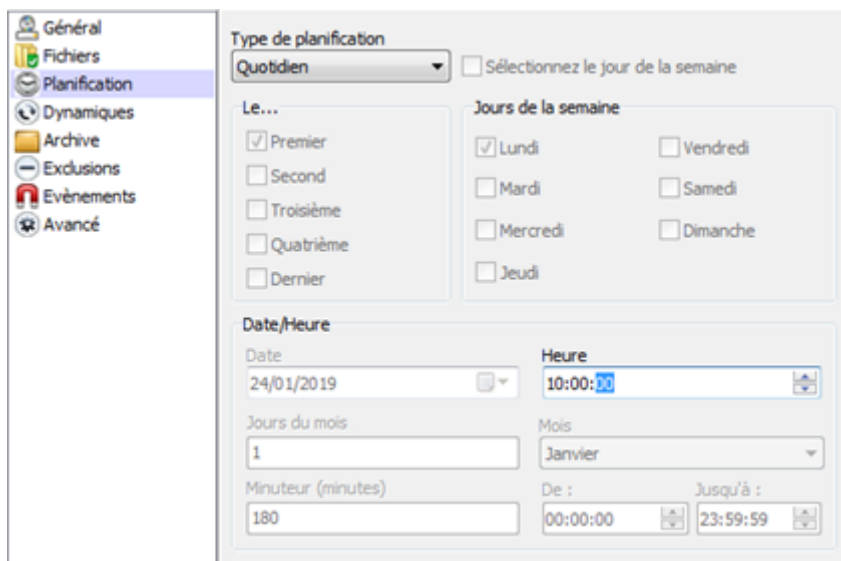 Général
Fichiers
Planification
Dynamiques
Archive
Exclusions
Evènements
Avancé
Type de planification
Quotidien
Sélectionnez le jour de la semaine
Le...
Premier
Second
Troisième
Quatrième
Dernier
Jours de la semaine
Lundi
Vendredi
Mardi
Samedi
Mercredi
Dimanche
Jeudi
Date/Heure
Date
Heure
24/01/2019
10:00:00
Jours du mois
Mois
1
Janvier
Minuteur (minutes)
De :
Jusqu'à :
180
00:00:00
23:59:59